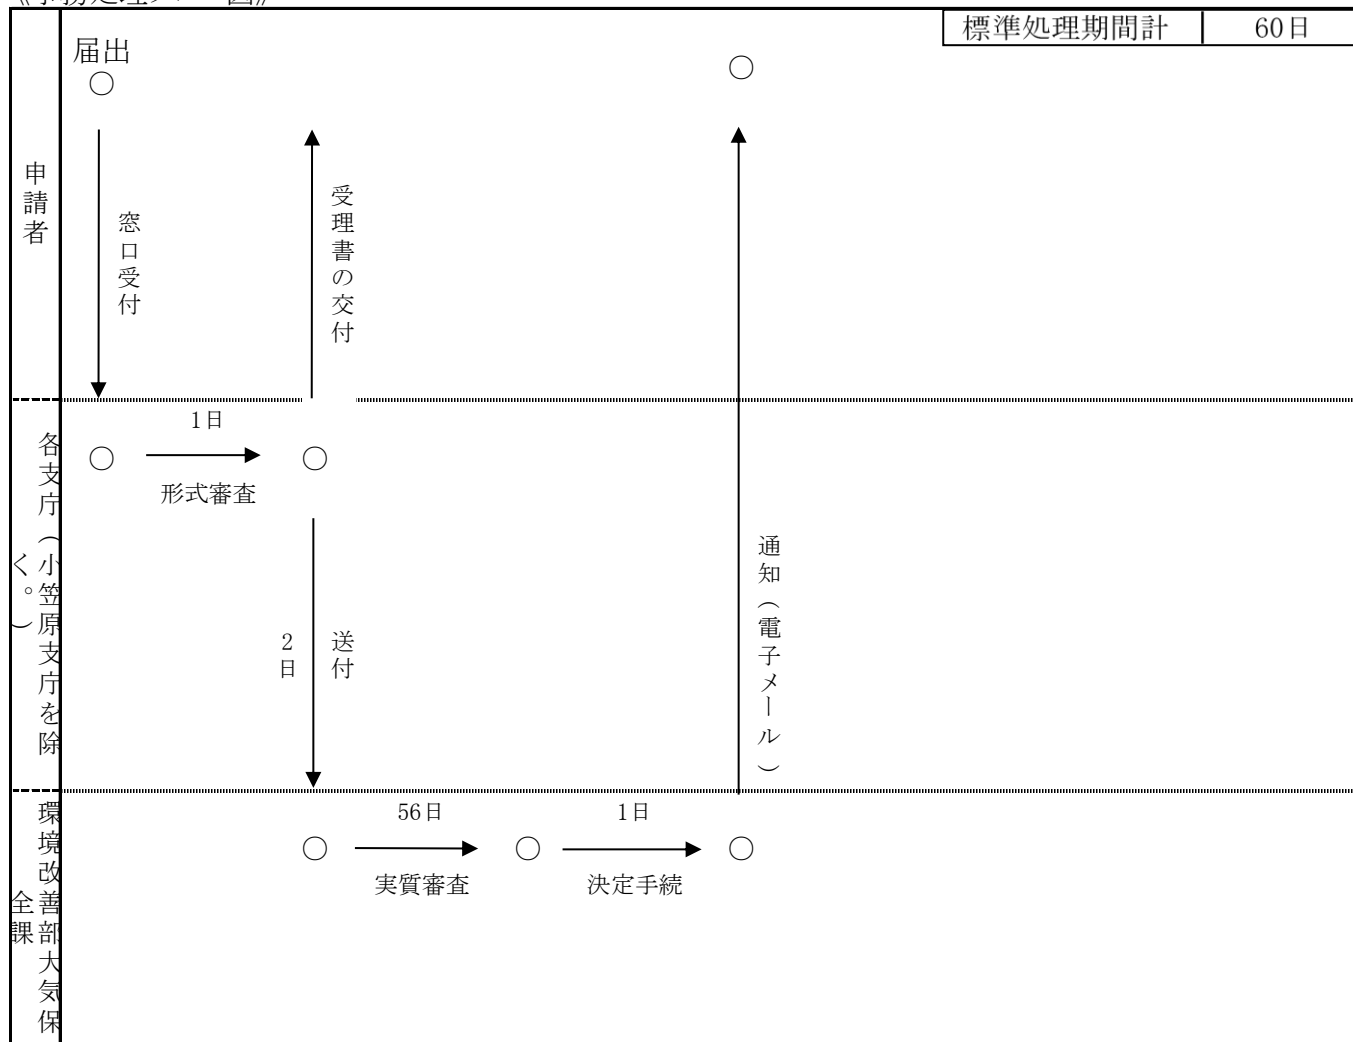 標準処理期間計 60日
届出
申請者
窓口受付
受理書の交付
各支庁(小笠原支庁を除く。)
1日
形式審査
2日
送付
通知(電子メール)
環境改善部大気保全課
56日
実質審査
1日
決定手続